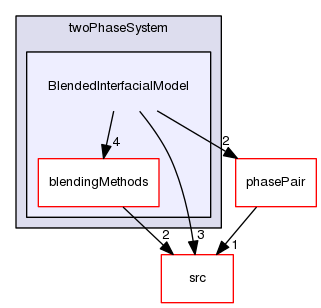 twoPhaseSystem
BlendedInterfacialModel
4
2
blendingMethods
phasePair
2
3
1
src